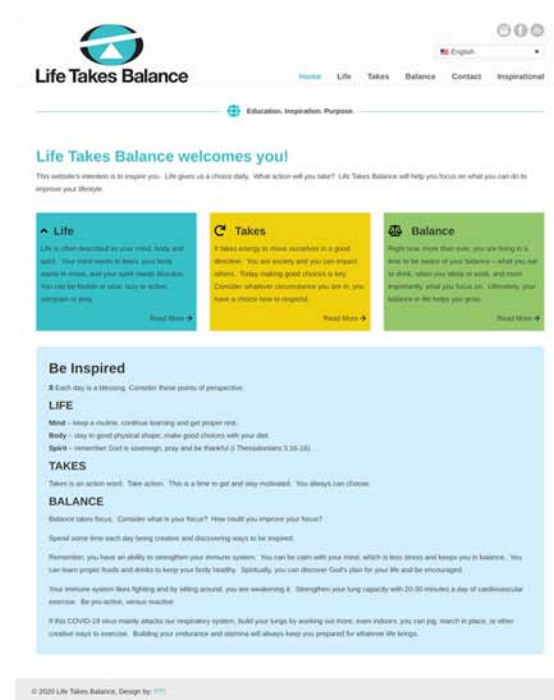 Life Takes Balance
English
Home Life Takes Balance Contact Inspirational
Education. Inspiration. Purpose.
Life Takes Balance welcomes you!
This website's intention is to inspire you. Life gives us a choice daily. What action will you take? Life Takes Balance will help you focus on what you can do to
improve your lifestyle.
Life
Life is often described as your mind, body and
spirit. Your mind wants to learn, your body
wants to move, and your spirit needs direction.
You can be foolish or wise, lazy or active,
complain or pray.
Read More
Takes
It takes energy to move ourselves in a good
direction. You are society and you can impact
others. Today making good choices is key.
Consider whatever circumstance you are in, you
have a choice how to respond.
Read More
Balance
Right now, more than ever, you are living in a
time to be aware of your balance – what you eat
or drink, when you sleep or work, and most
importantly, what you focus on. Ultimately, your
balance in life helps you grow.
Read More
Be Inspired
Each day is a blessing. Consider these points of perspective.
LIFE
Mind – keep a routine, continue learning and get proper rest.
Body – stay in good physical shape, make good choices with your diet.
Spirit – remember God is sovereign, pray and be thankful (I Thessalonians 5:16-18).
TAKES
Takes is an action word. Take action. This is a time to get and stay motivated. You always can choose.
BALANCE
Balance takes focus. Consider what is your focus? How could you improve your focus?
Spend some time each day being creative and discovering ways to be inspired.
Remember, you have an ability to strengthen your immune system. You can be calm with your mind, which is less stress and keeps you in balance. You
can learn proper foods and drinks to keep your body healthy. Spiritually, you can discover God's plan for your life and be encouraged.
Your immune system likes fighting and by sitting around, you are weakening it. Strengthen your lung capacity with 20-30 minutes a day of cardiovascular
exercise. Be pro-active, versus reactive
If this COVID-19 virus mainly attacks our respiratory system, build your lungs by working out more, even indoors, you can jog, march in place, or other
creative ways to exercise. Building your endurance and stamina will always keep you prepared for whatever life brings.
© 2020 Life Takes Balance, Design by: